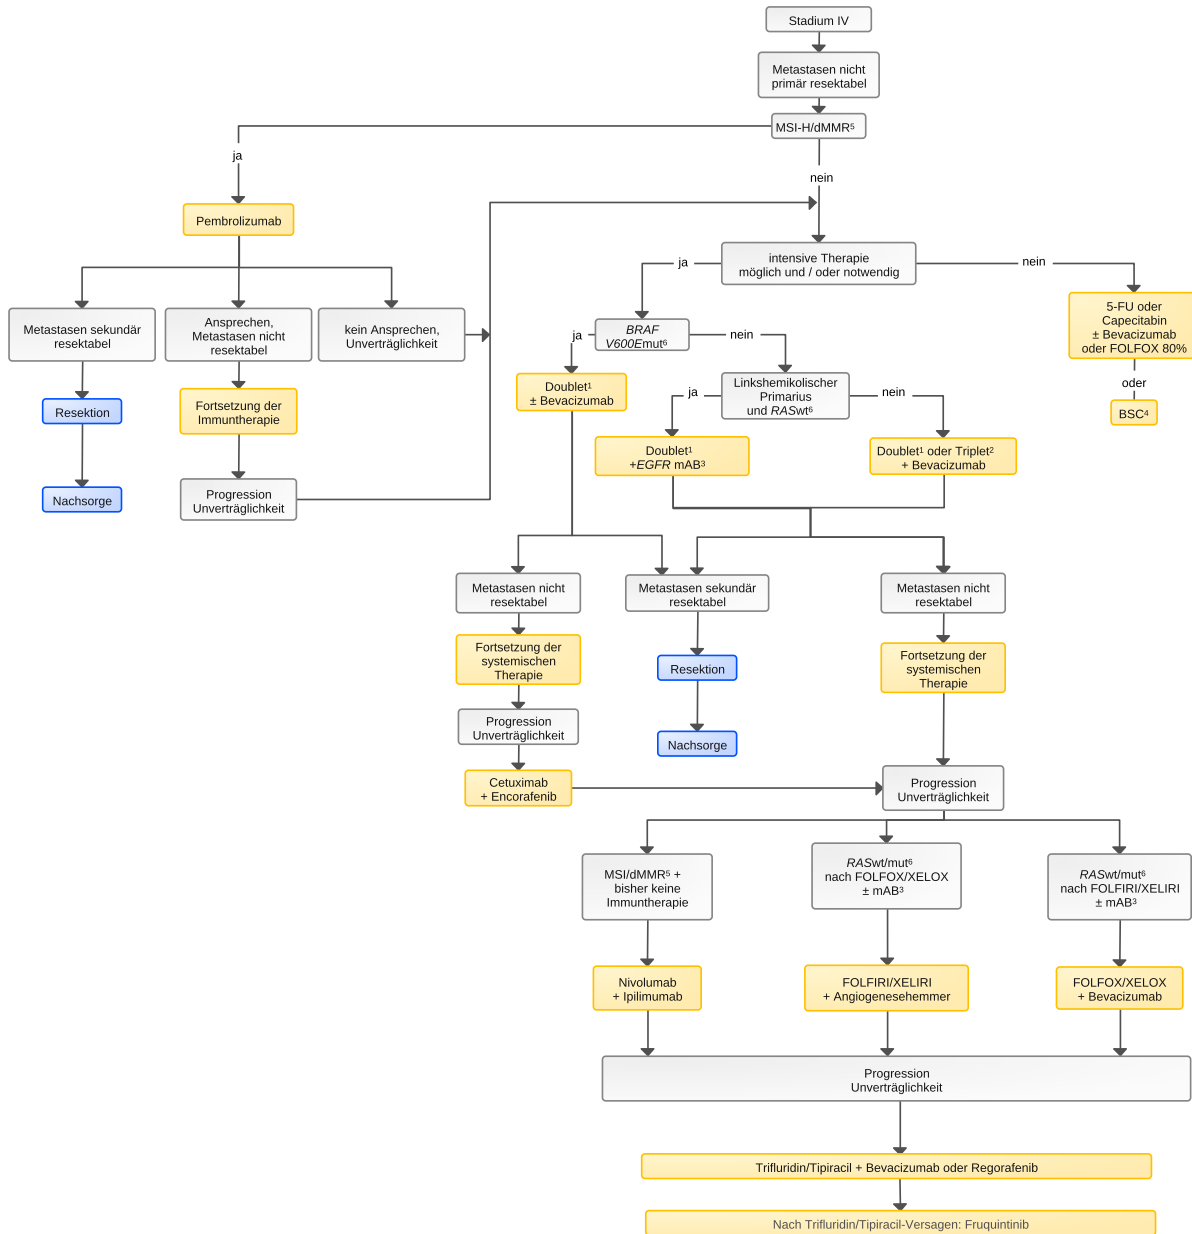 Stadium IV
Metastasen nicht
primär resektabel
MSI-H/dMMR⁵
ja
nein
Pembrolizumab
intensive Therapie
möglich und / oder notwendig
ja
nein
Metastasen sekundär
resektabel
Ansprechen,
Metastasen nicht
resektabel
kein Ansprechen,
Unverträglichkeit
5-FU oder
Capecitabin
± Bevacizumab
oder FOLFOX 80%
oder
BSC⁴
BRAF
V600Emut⁶
ja
nein
Resektion
Fortsetzung der
Immuntherapie
Doublet¹
± Bevacizumab
Linkshemikolischer
Primarius
und RASwt⁶
ja
nein
Nachsorge
Progression
Unverträglichkeit
Doublet¹
+EGFR mAB³
Doublet¹ oder Triplet²
+ Bevacizumab
Metastasen nicht
resektabel
Metastasen sekundär
resektabel
Metastasen nicht
resektabel
Fortsetzung der
systemischen
Therapie
Resektion
Fortsetzung der
systemischen
Therapie
Progression
Unverträglichkeit
Nachsorge
Cetuximab
+ Encorafenib
Progression
Unverträglichkeit
MSI/dMMR⁵ +
bisher keine
Immuntherapie
RASwt/mut⁶
nach FOLFOX/XELOX
± mAB³
RASwt/mut⁶
nach FOLFIRI/XELIRI
± mAB³
Nivolumab
+ Ipilimumab
FOLFIRI/XELIRI
+ Angiogenesehemmer
FOLFOX/XELOX
+ Bevacizumab
Progression
Unverträglichkeit
Trifluridin/Tipiracil + Bevacizumab oder Regorafenib
Nach Trifluridin/Tipiracil-Versagen: Fruquintinib